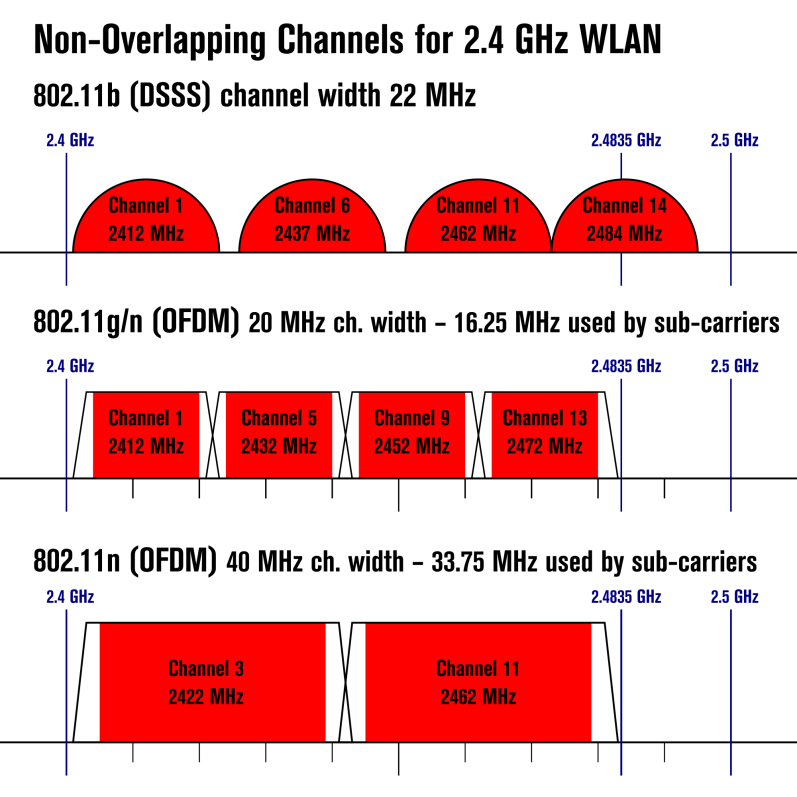 Non-Overlapping Channels for 2.4 GHz WLAN
802.11b (DSSS) channel width 22 MHz
2.4 GHz 2.4835 GHz 2.5 GHz
Channel 1 Channel 6 Channel 11 Channel 14
2412 MHz 2437 MHz 2462 MHz 2484 MHz
802.11g/n (OFDM) 20 MHz ch. width – 16.25 MHz used by sub-carriers
2.4 GHz 2.4835 GHz 2.5 GHz
Channel 1 Channel 5 Channel 9 Channel 13
2412 MHz 2432 MHz 2452 MHz 2472 MHz
802.11n (OFDM) 40 MHz ch. width – 33.75 MHz used by sub-carriers
2.4 GHz 2.4835 GHz 2.5 GHz
Channel 3 Channel 11
2422 MHz 2462 MHz